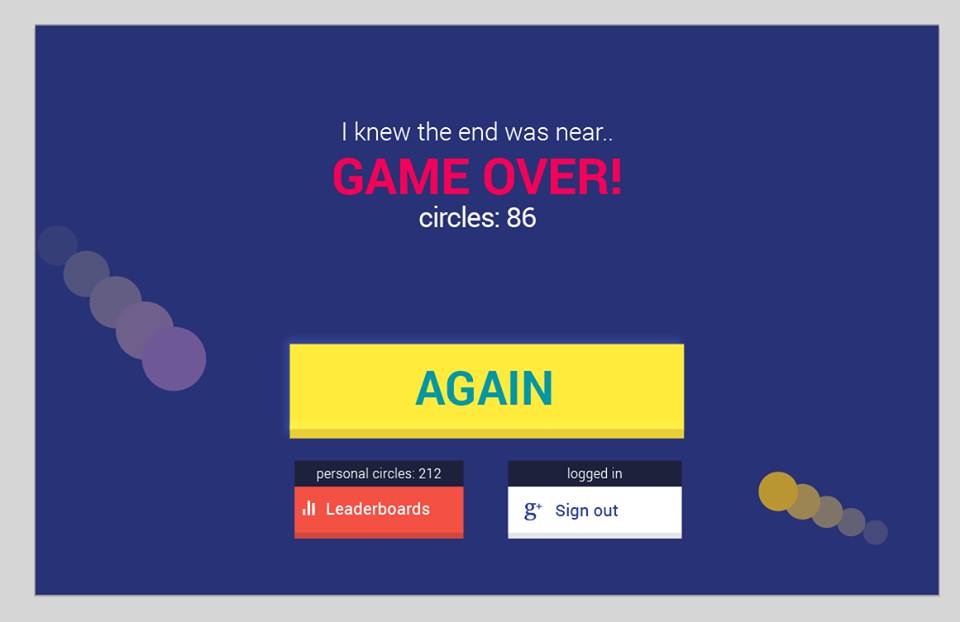 I knew the end was near..
GAME OVER!
circles: 86
AGAIN
personal circles: 212
Leaderboards
logged in
g+ Sign out